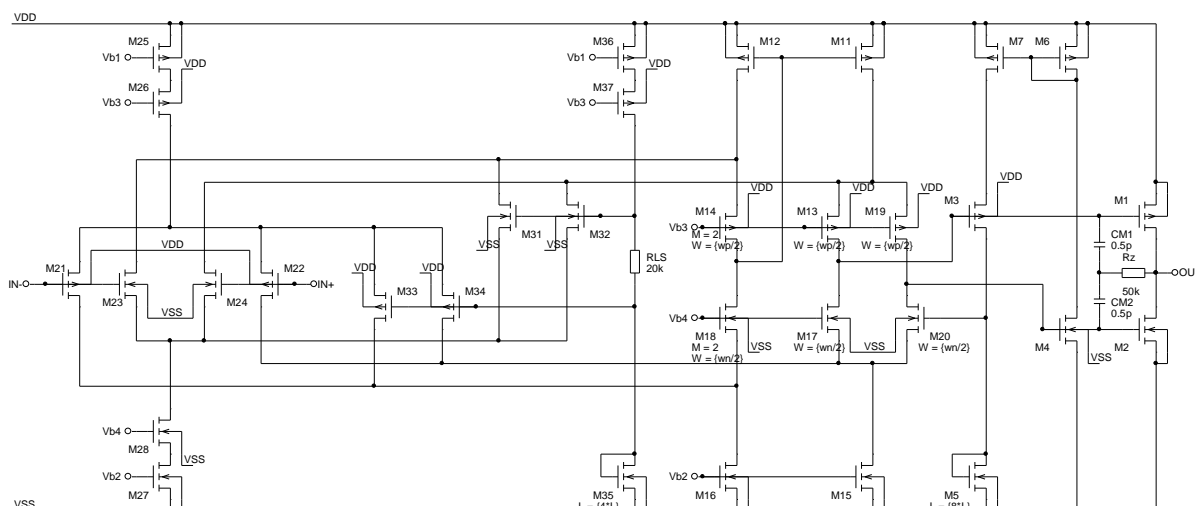 VDD
M25
Vb1
VDD
M26
Vb3
M36
Vb1
VDD
M37
Vb3
M12
M11
M7
M6
VDD
M14
Vb3
M = 2
W = {wp/2}
VDD
M13
W = {wp/2}
VDD
M19
W = {wp/2}
M3
VDD
M1
VSS
M31
VSS
M32
RLS
20k
CM1
0.5p
Rz
50k
CM2
0.5p
OU
VDD
M21
IN-
M23
VSS
M24
M22
IN+
VDD
M33
VDD
M34
Vb4
M18
M = 2
W = {wn/2}
VSS
M17
W = {wn/2}
VSS
M20
W = {wn/2}
M4
VSS
M2
Vb4
M28
VSS
Vb2
M27
VSS
M35
Vb2
M16
M15
M5